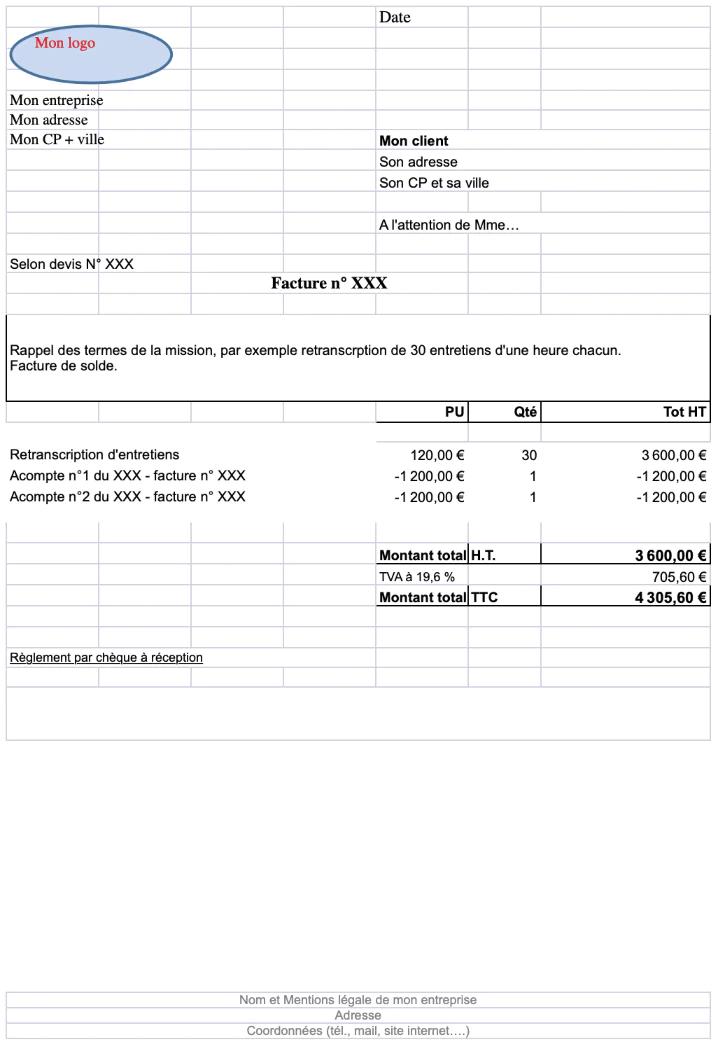 Date
Mon logo
Mon entreprise
Mon adresse
Mon CP + ville
Mon client
Son adresse
Son CP et sa ville
A l'attention de Mme…
Selon devis N° XXX
Facture n° XXX
Rappel des termes de la mission, par exemple retranscrption de 30 entretiens d'une heure chacun.
Facture de solde.
PU Qté Tot HT
Retranscription d'entretiens 120,00 € 30 3 600,00 €
Acompte n°1 du XXX - facture n° XXX -1 200,00 € 1 -1 200,00 €
Acompte n°2 du XXX - facture n° XXX -1 200,00 € 1 -1 200,00 €
Montant total H.T. 3 600,00 €
TVA à 19,6 % 705,60 €
Montant total TTC 4 305,60 €
Règlement par chèque à réception
Nom et Mentions légale de mon entreprise
Adresse
Coordonnées (tél., mail, site internet….)